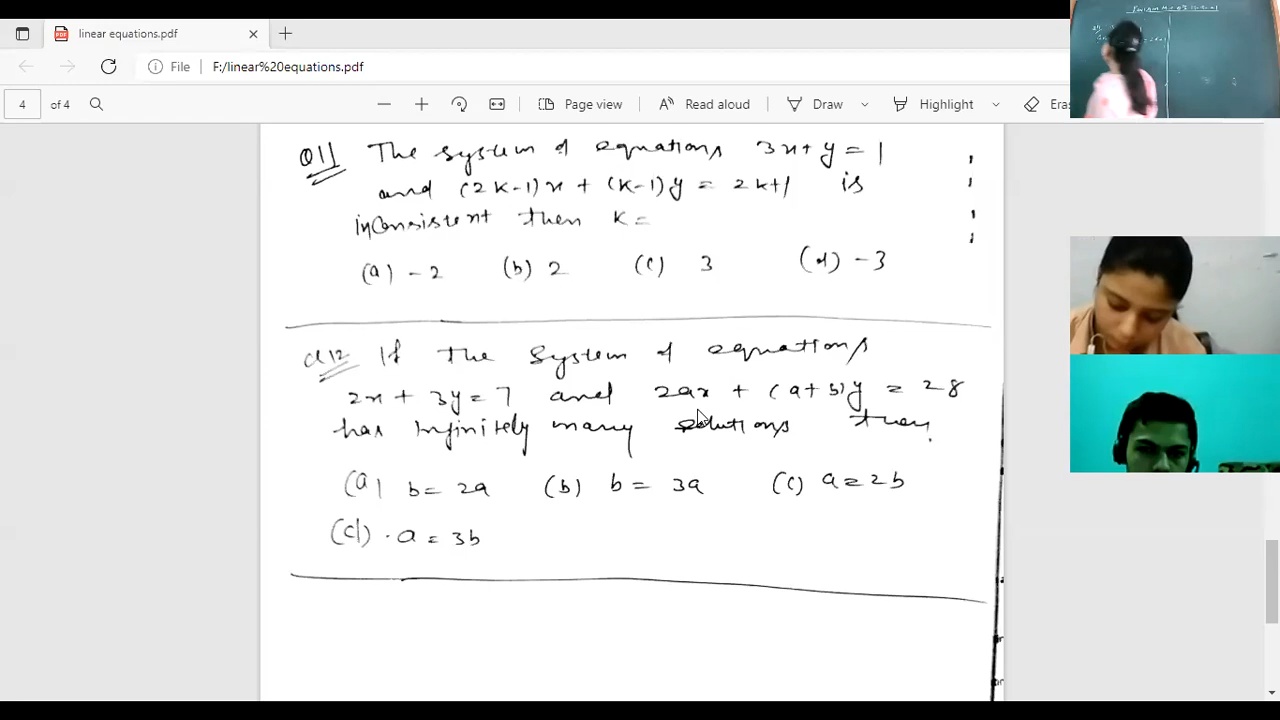 linear equations.pdf
File
F:/linear%20equations.pdf
4 of 4
Page view
Read aloud
Draw
Highlight
Eras
Q11 The system of equations 3x+y=1
and (2k-1)x + (k-1)y = 2k+1 is
inconsistent then k=
(a) -2 (b) 2 (c) 3 (d) -3
Q12 If the system of equations
2x + 3y = 7 and 2ax + (a+b)y = 28
has infinitely many solutions then
(a) b = 2a (b) b = 3a (c) a = 2b
(d) a = 3b